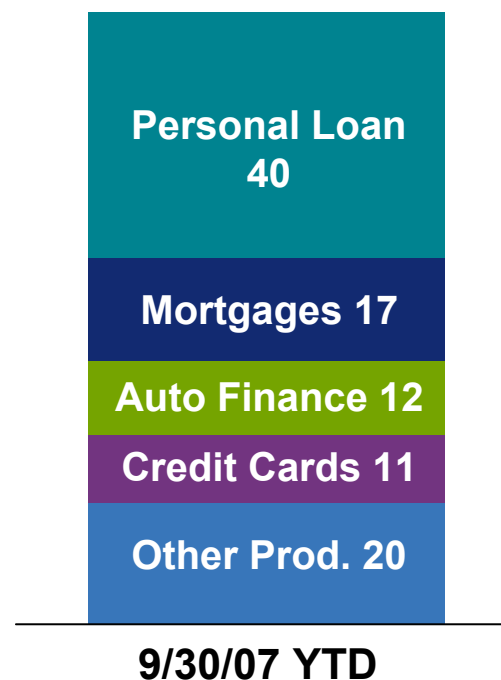 Personal Loan
40
Mortgages 17
Auto Finance 12
Credit Cards 11
Other Prod. 20
9/30/07 YTD